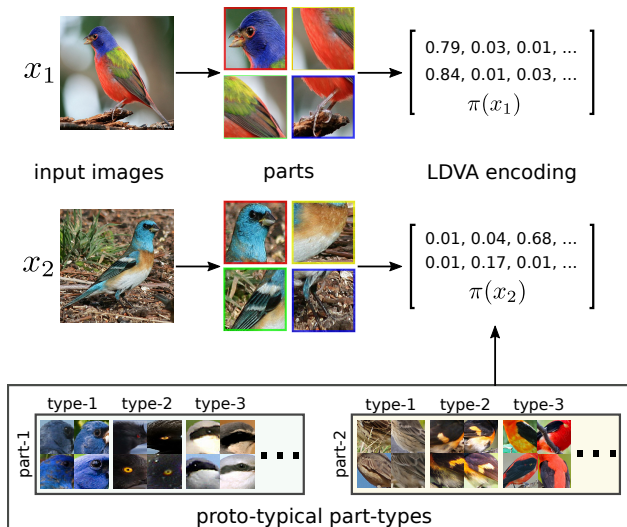 x1
0.79, 0.03, 0.01, ...
0.84, 0.01, 0.03, ...
π(x1)
input images
parts
LDVA encoding
x2
0.01, 0.04, 0.68, ...
0.01, 0.17, 0.01, ...
π(x2)
type-1 type-2 type-3
part-1
type-1 type-2 type-3
part-2
proto-typical part-types